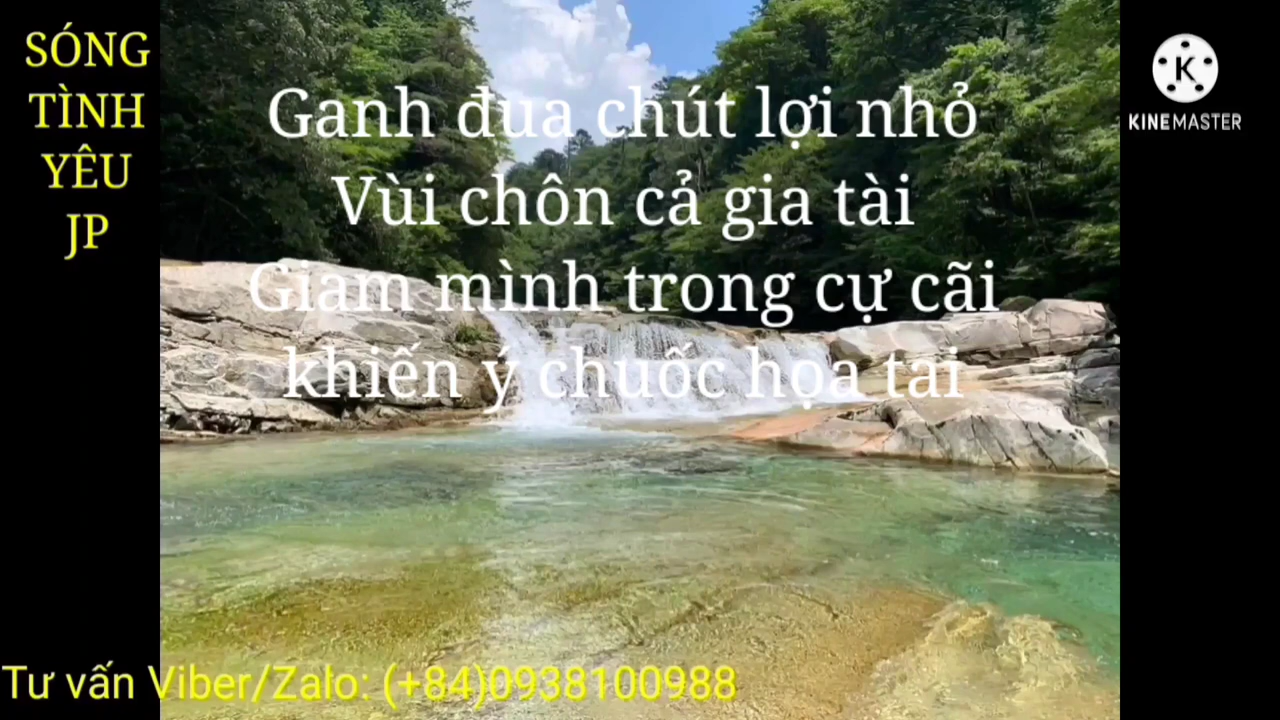 SÓNG
TÌNH
YÊU
JP
Ganh đua chút lợi nhỏ
Vùi chôn cả gia tài
Giam mình trong cự cãi
khiến ý chuốc họa tai
K
KINEMASTER
Tư vấn Viber/Zalo: (+84)0938100988